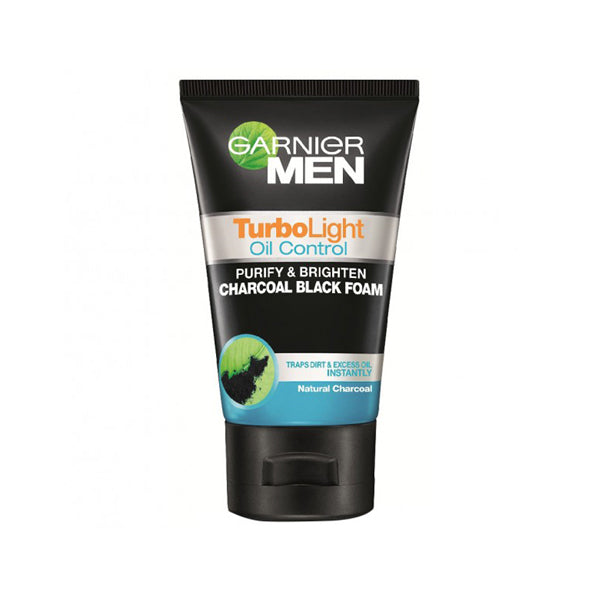 GARNIER
MEN
TurboLight
Oil Control
PURIFY & BRIGHTEN
CHARCOAL BLACK FOAM
TRAPS DIRT & EXCESS OIL
INSTANTLY
Natural Charcoal